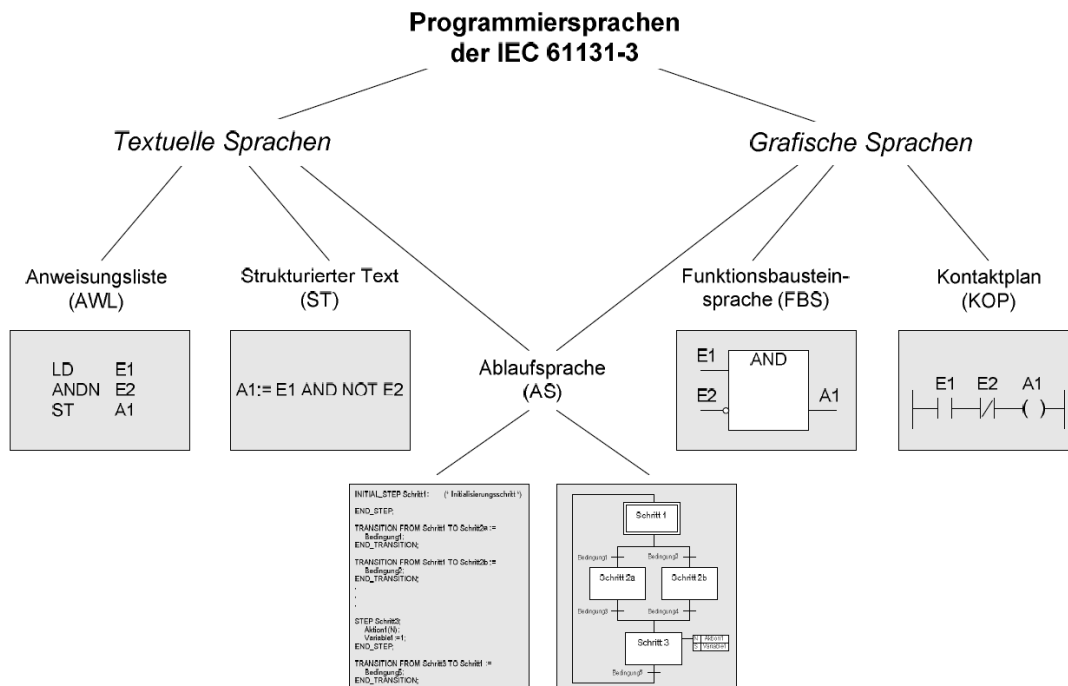 Programmiersprachen
der IEC 61131-3
Textuelle Sprachen
Grafische Sprachen
Anweisungsliste
(AWL)
Strukturierter Text
(ST)
Funktionsbaustein-
sprache (FBS)
Kontaktplan
(KOP)
LD E1
ANDN E2
ST A1
A1:= E1 AND NOT E2
Ablaufsprache
(AS)
E1
AND
E2
A1
E1 E2 A1
INITIAL_STEP Schritt1: (* Initialisierungsschritt *)
END_STEP;
TRANSITION FROM Schritt1 TO Schritt2a :=
Bedingung1;
END_TRANSITION;
TRANSITION FROM Schritt1 TO Schritt2b :=
Bedingung2;
END_TRANSITION;
.
.
.
STEP Schritt3:
Aktion1(N);
Variable1 :=1;
END_STEP;
TRANSITION FROM Schritt3 TO Schritt1 :=
Bedingung5;
END_TRANSITION;
Schritt 1
Bedingung1
Bedingung2
Schritt 2a
Schritt 2b
Bedingung3
Bedingung4
Schritt 3
N Aktion1
S Variable1
Bedingung5